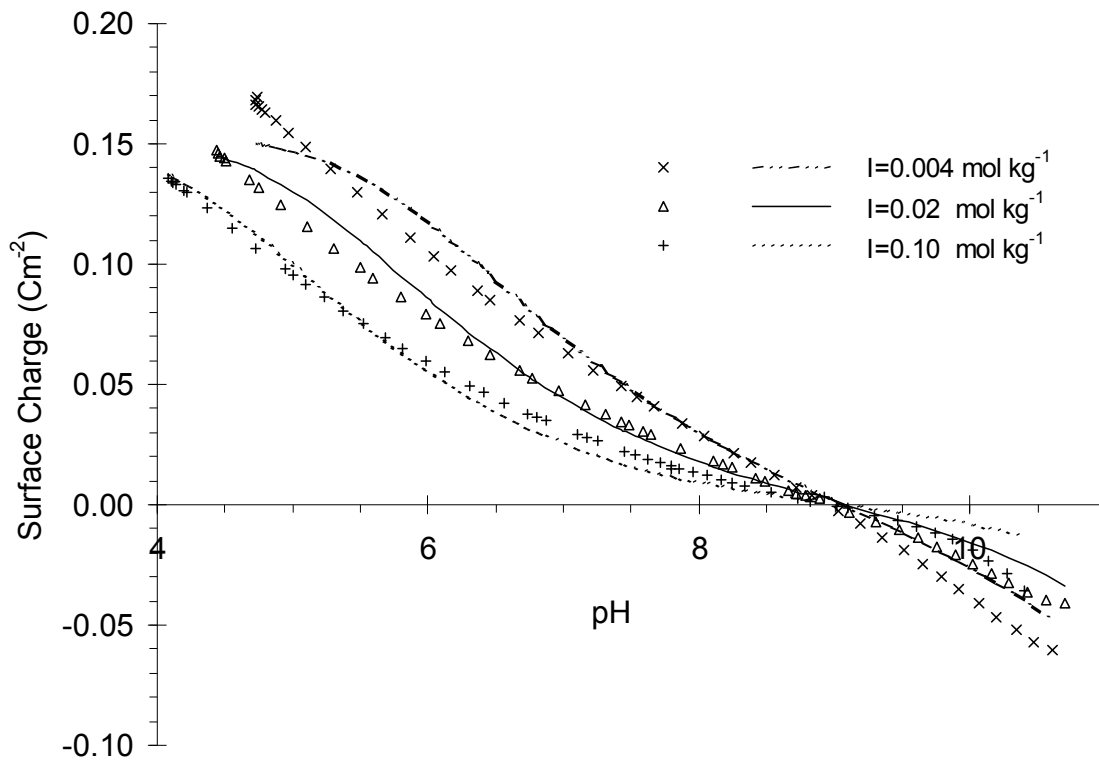 0.20
0.15
0.10
0.05
0.00
-0.05
-0.10
Surface Charge (Cm⁻²)
4
6
8
10
pH
I=0.004 mol kg⁻¹
I=0.02 mol kg⁻¹
I=0.10 mol kg⁻¹